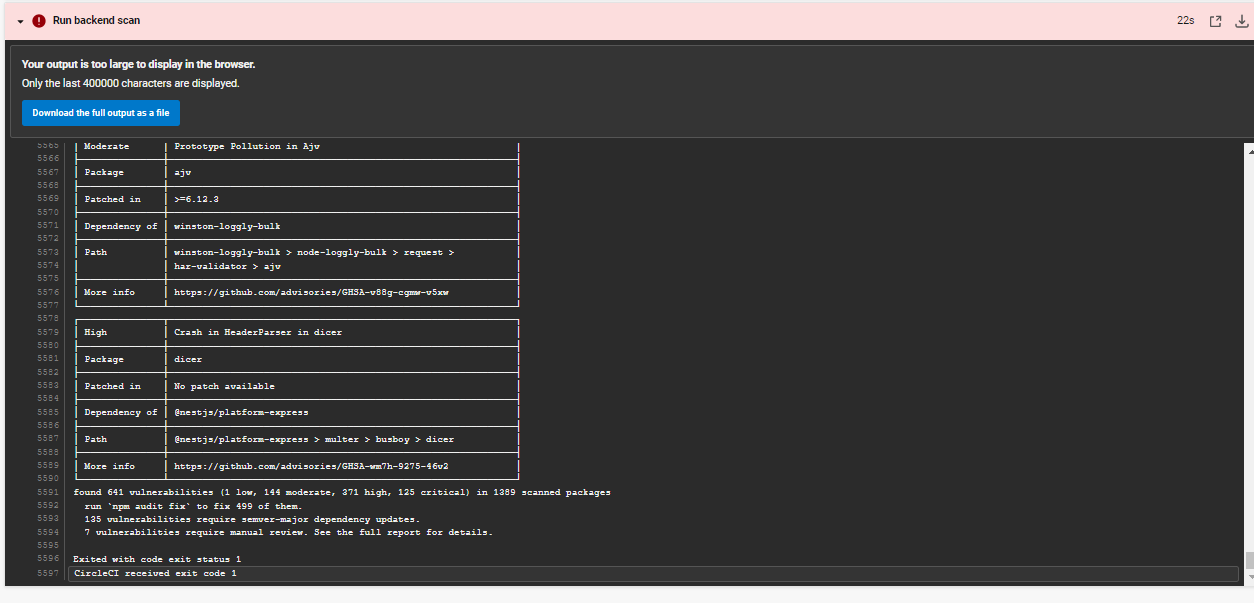 Run backend scan
22s
Your output is too large to display in the browser.
Only the last 400000 characters are displayed.
Download the full output as a file
5565 | Moderate | Prototype Pollution in Ajv |
5566
5567 | Package | ajv |
5568
5569 | Patched in | >=6.12.3 |
5570
5571 | Dependency of | winston-loggly-bulk |
5572
5573 | Path | winston-loggly-bulk > node-loggly-bulk > request > |
5574 | | har-validator > ajv |
5575
5576 | More info | https://github.com/advisories/GHSA-v88g-cgmw-v5xw |
5577
5578
5579 | High | Crash in HeaderParser in dicer |
5580
5581 | Package | dicer |
5582
5583 | Patched in | No patch available |
5584
5585 | Dependency of | @nestjs/platform-express |
5586
5587 | Path | @nestjs/platform-express > multer > busboy > dicer |
5588
5589 | More info | https://github.com/advisories/GHSA-wm7h-9275-46v2 |
5590
5591 found 641 vulnerabilities (1 low, 144 moderate, 371 high, 125 critical) in 1389 scanned packages
5592 run `npm audit fix` to fix 499 of them.
5593 135 vulnerabilities require semver-major dependency updates.
5594 7 vulnerabilities require manual review. See the full report for details.
5595
5596 Exited with code exit status 1
5597 CircleCI received exit code 1